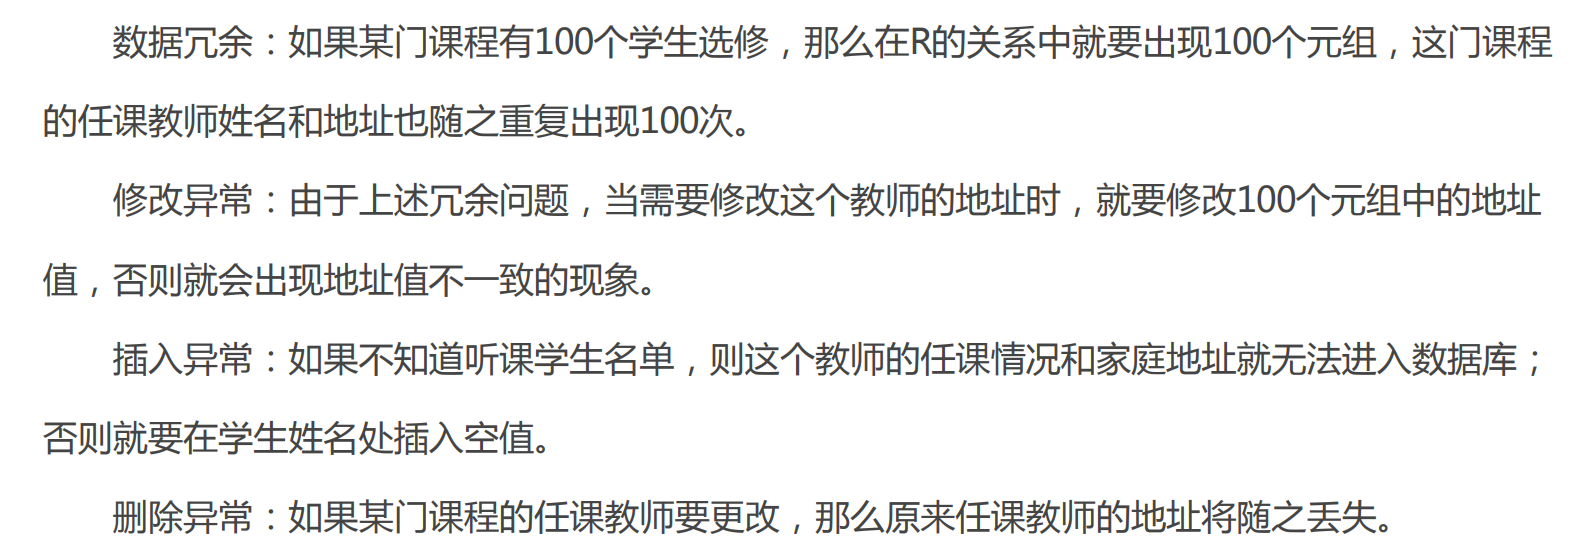 数据冗余：如果某门课程有100个学生选修，那么在R的关系中就要出现100个元组，这门课程
的任课教师姓名和地址也随之重复出现100次。
修改异常：由于上述冗余问题，当需要修改这个教师的地址时，就要修改100个元组中的地址
值，否则就会出现地址值不一致的现象。
插入异常：如果不知道听课学生名单，则这个教师的任课情况和家庭地址就无法进入数据库；
否则就要在学生姓名处插入空值。
删除异常：如果某门课程的任课教师要更改，那么原来任课教师的地址将随之丢失。